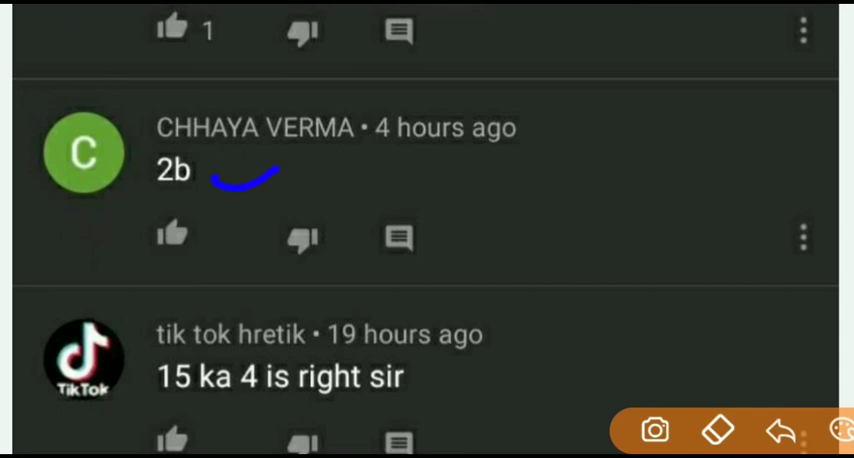 1
C
CHHAYA VERMA • 4 hours ago
2b
tik tok hretik • 19 hours ago
TikTok
15 ka 4 is right sir